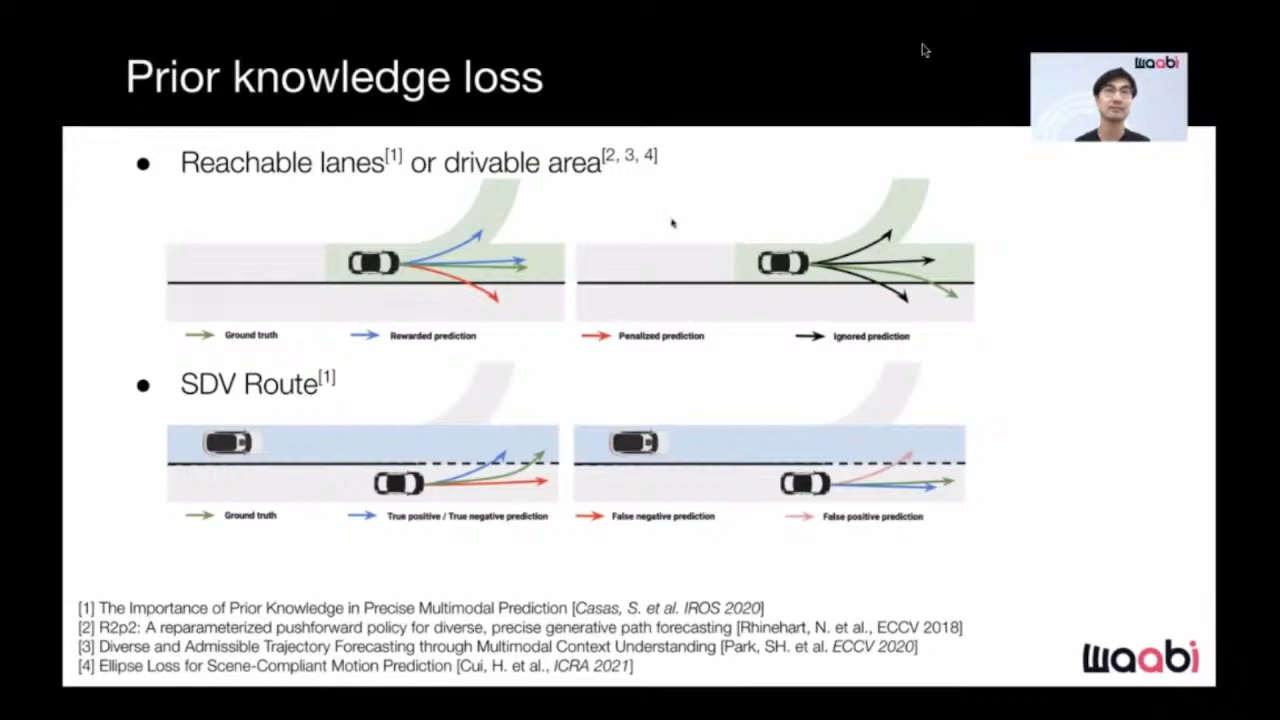 Prior knowledge loss
waabi
● Reachable lanes[1] or drivable area[2, 3, 4]
Ground truth
Rewarded prediction
Penalized prediction
Ignored prediction
● SDV Route[1]
Ground truth
True positive / True negative prediction
False negative prediction
False positive prediction
[1] The Importance of Prior Knowledge in Precise Multimodal Prediction [Casas, S. et al. IROS 2020]
[2] R2p2: A reparameterized pushforward policy for diverse, precise generative path forecasting [Rhinehart, N. et al., ECCV 2018]
[3] Diverse and Admissible Trajectory Forecasting through Multimodal Context Understanding [Park, SH. et al. ECCV 2020]
[4] Ellipse Loss for Scene-Compliant Motion Prediction [Cui, H. et al., ICRA 2021]
waabi